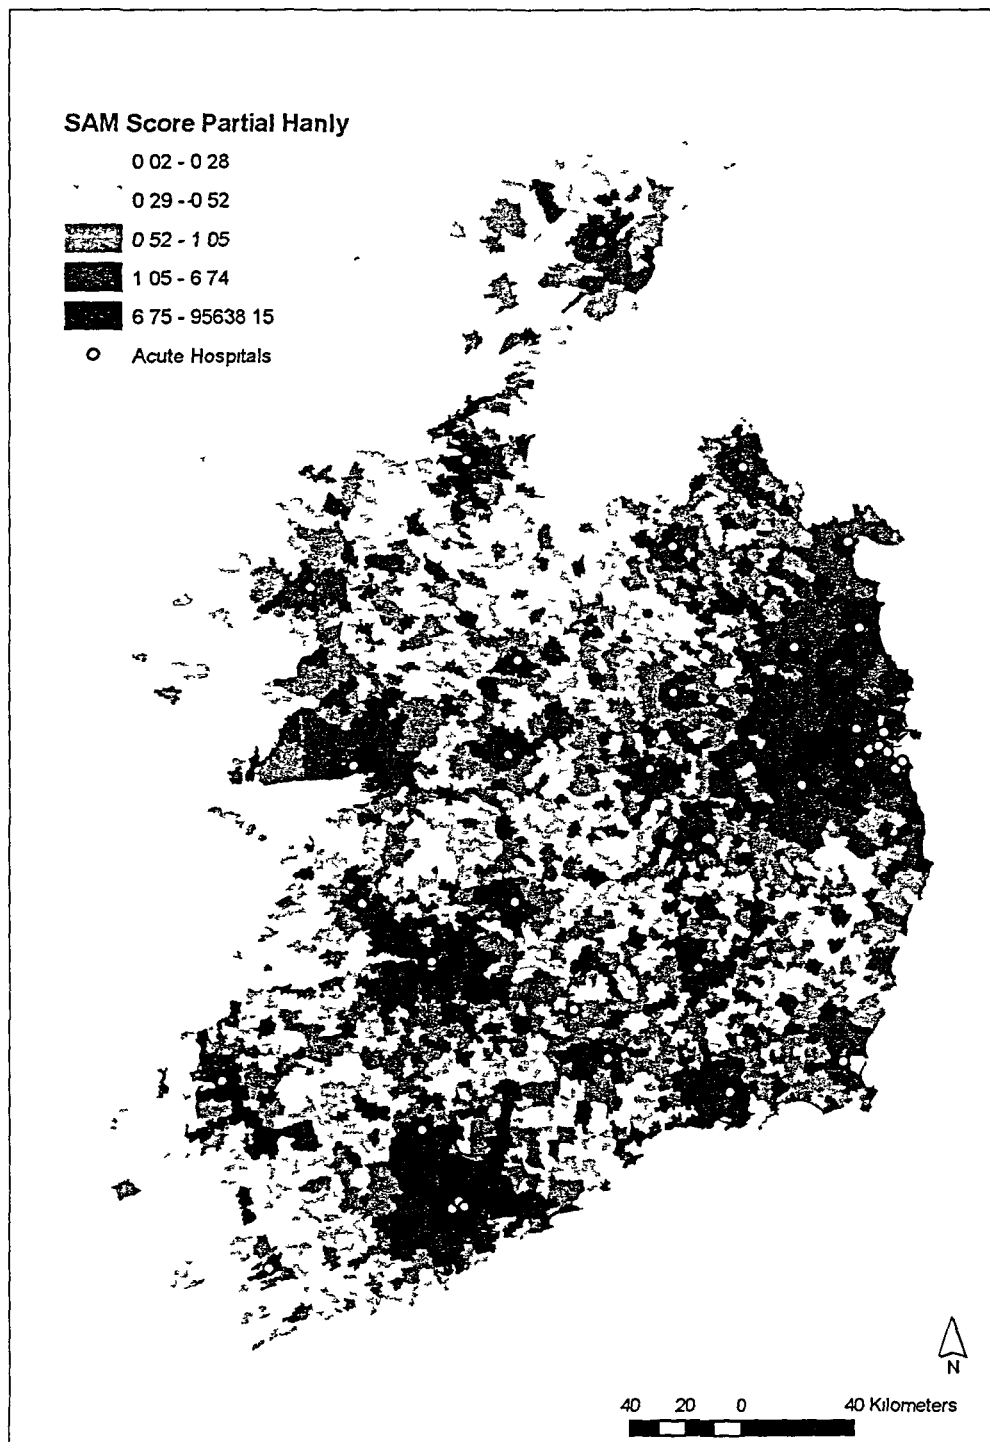 SAM Score Partial Hanly
0 02 - 0 28
0 29 - 0 52
0 52 - 1 05
1 05 - 6 74
6 75 - 95638 15
Acute Hospitals
N
40 20 0 40 Kilometers